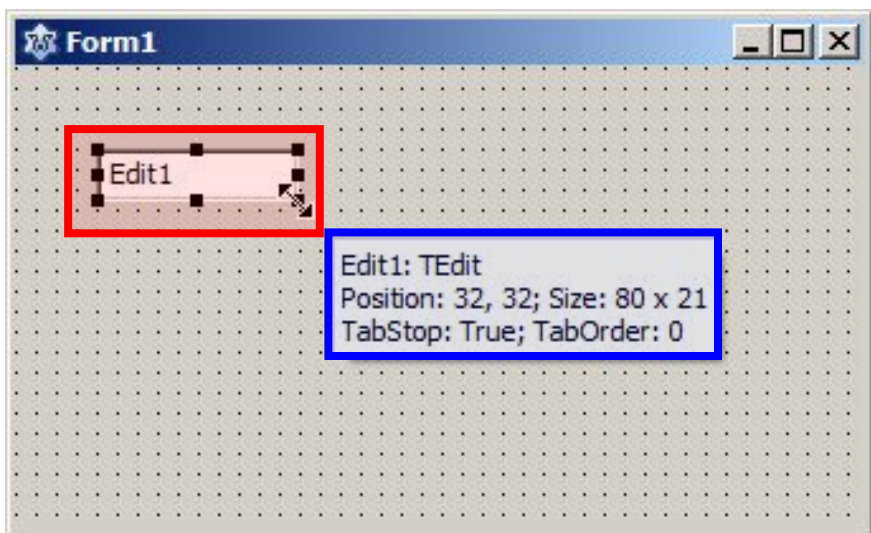 Form1
Edit1
Edit1: TEdit
Position: 32, 32; Size: 80 x 21
TabStop: True; TabOrder: 0